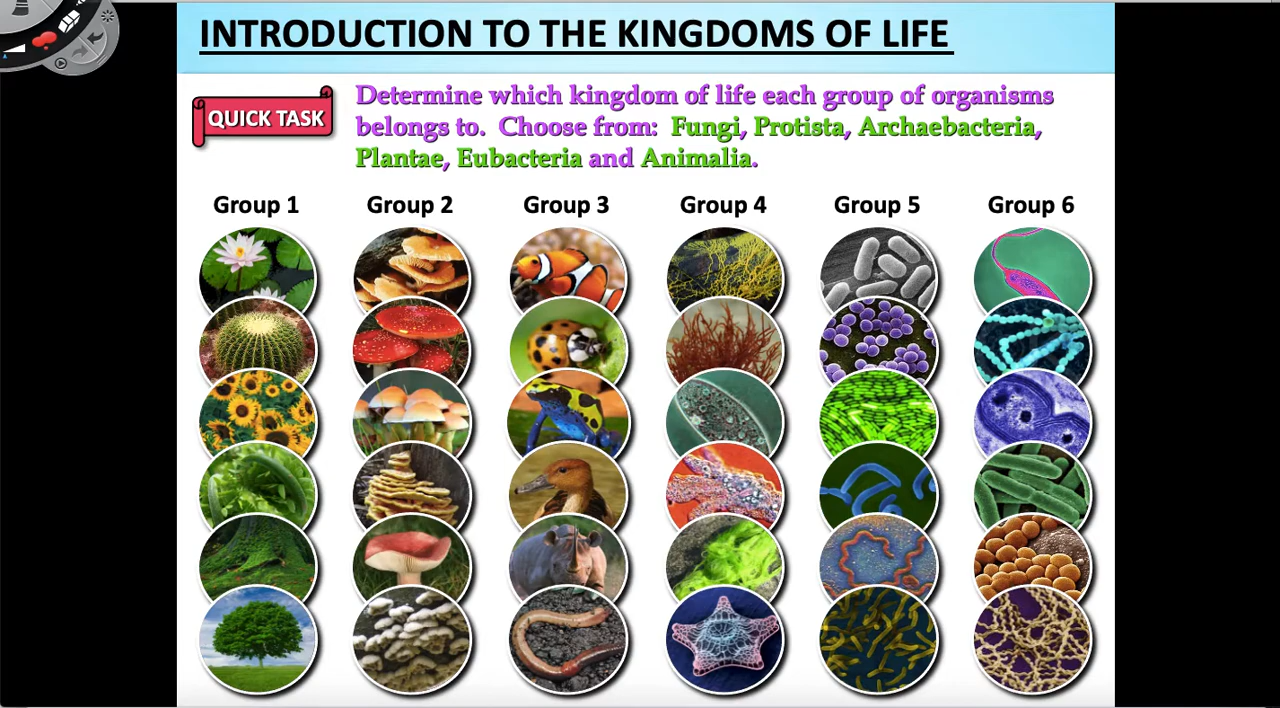 INTRODUCTION TO THE KINGDOMS OF LIFE
QUICK TASK
Determine which kingdom of life each group of organisms
belongs to. Choose from: Fungi, Protista, Archaebacteria,
Plantae, Eubacteria and Animalia.
Group 1 Group 2 Group 3 Group 4 Group 5 Group 6